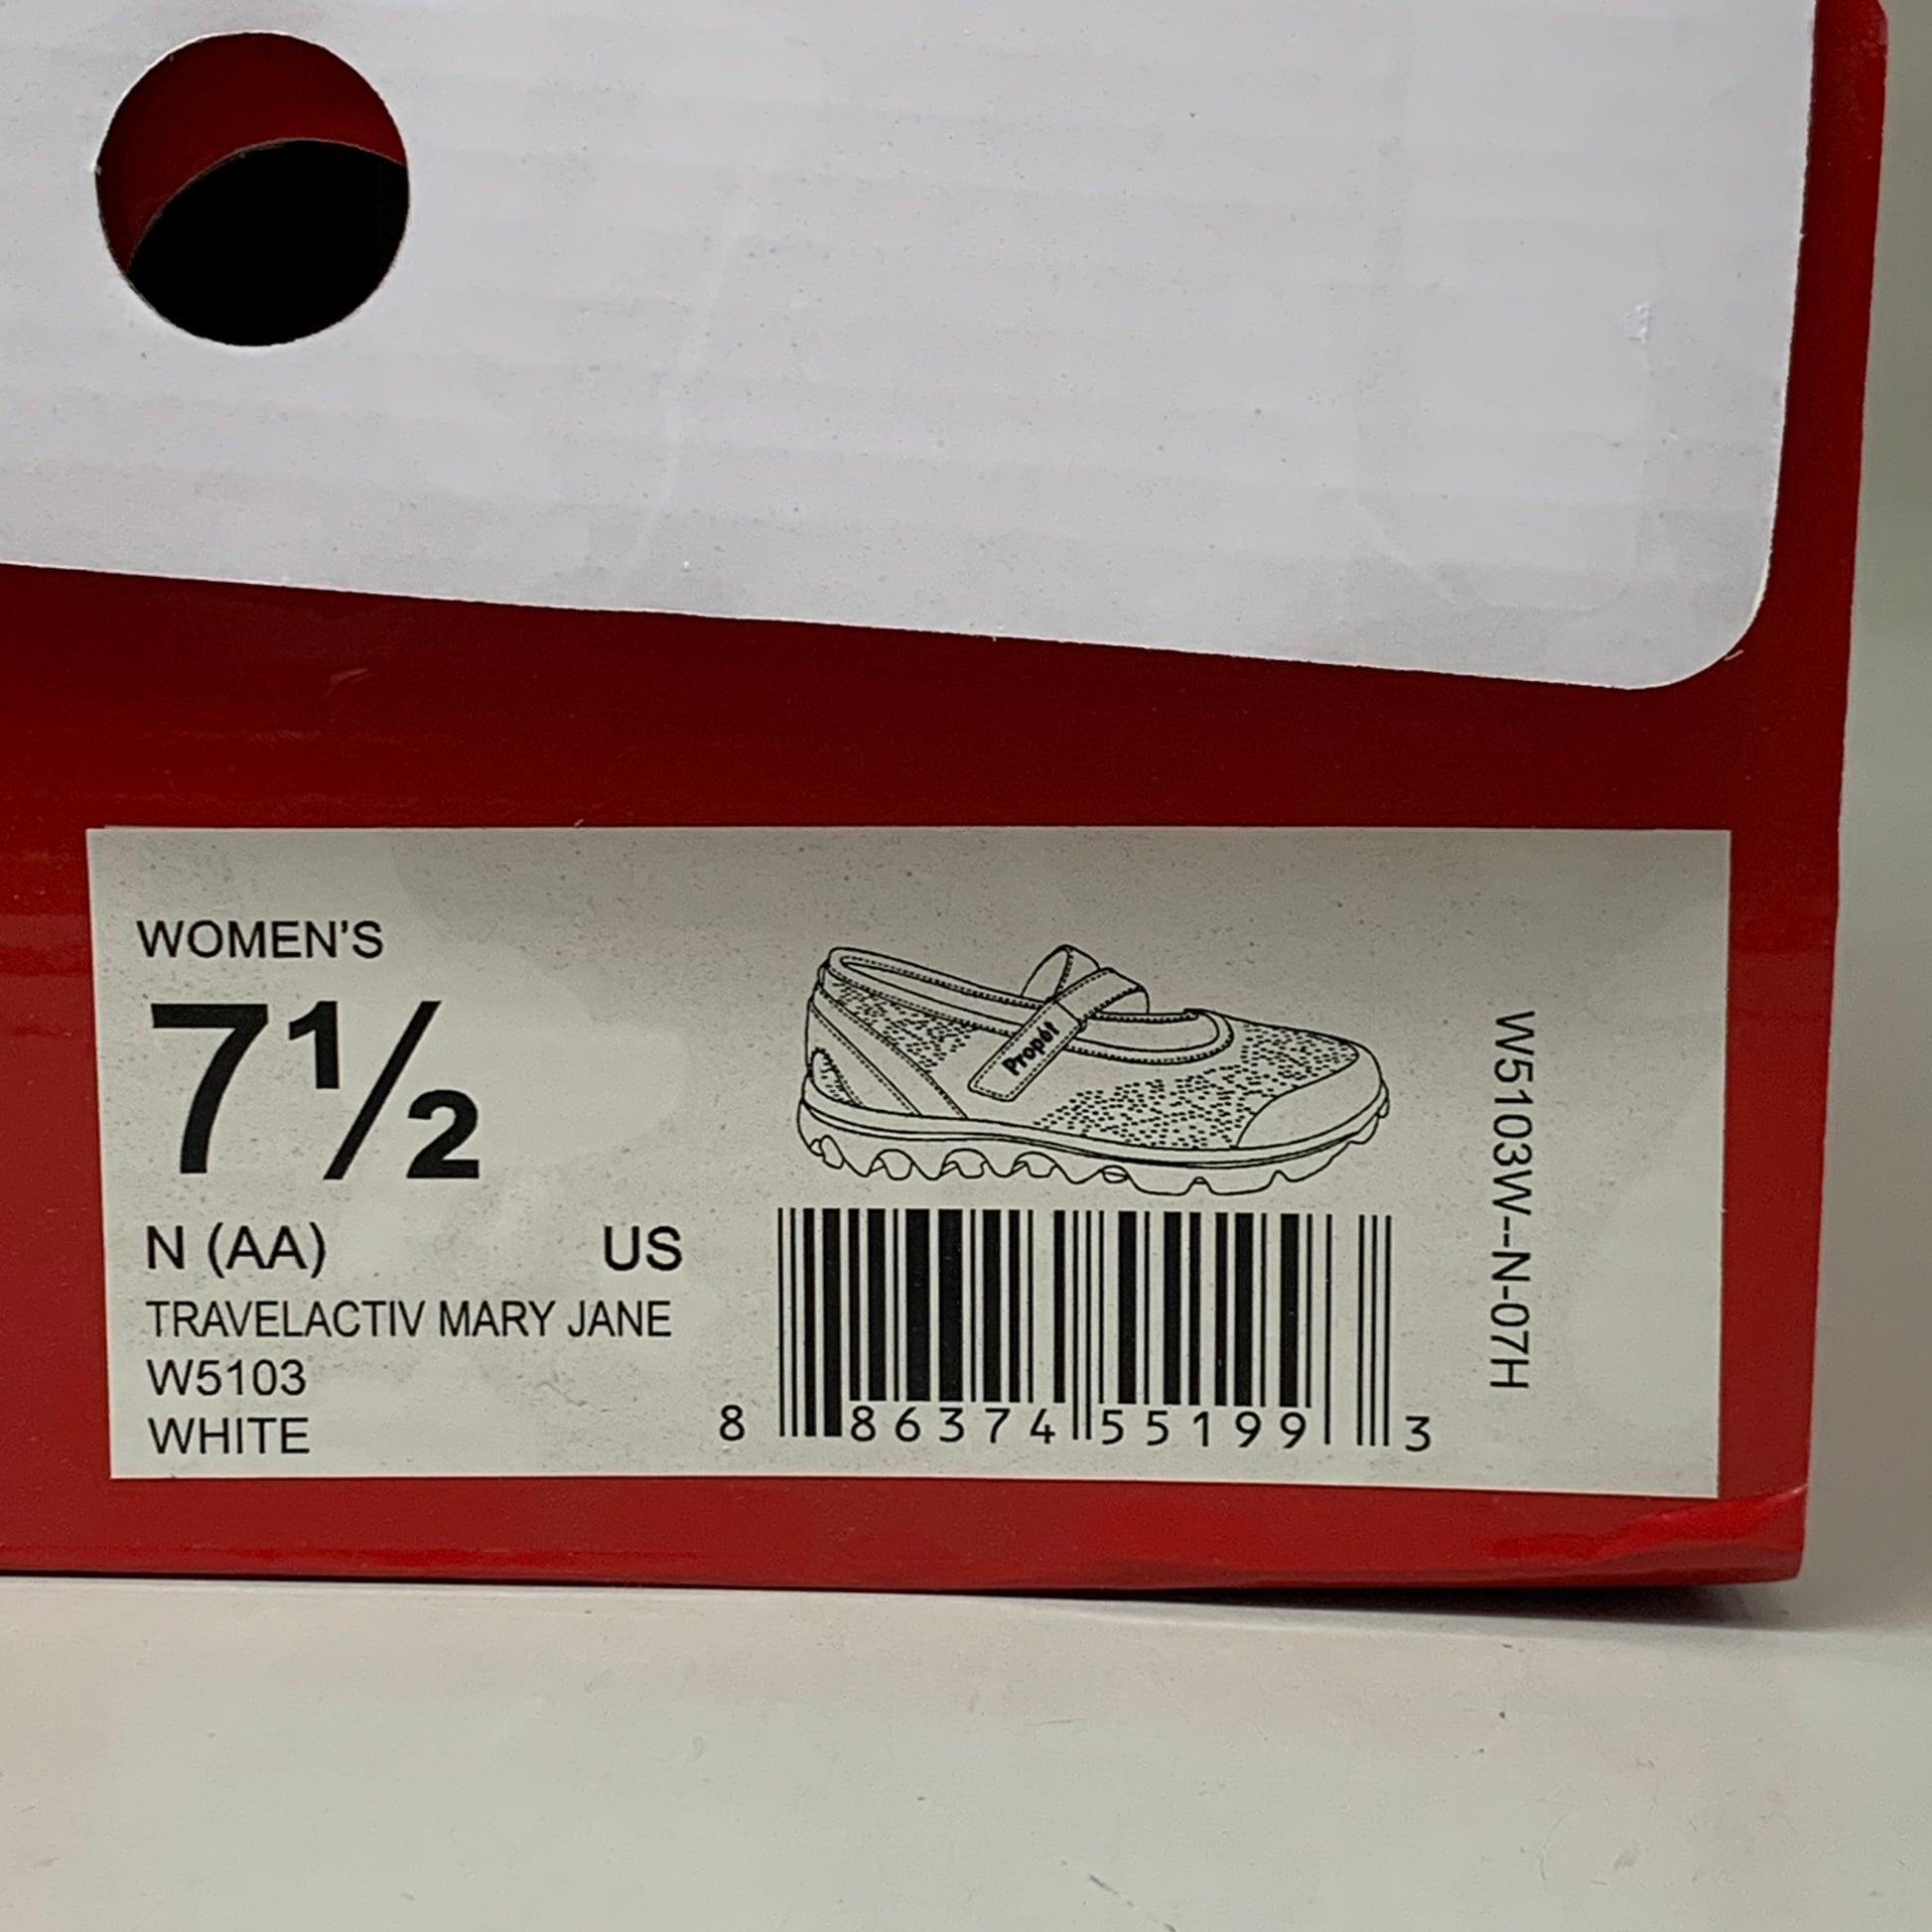 WOMEN'S
7½
N (AA) US
TRAVELACTIV MARY JANE
W5103
WHITE
Propét
8 86374 55199 3
W5103W--N-07H